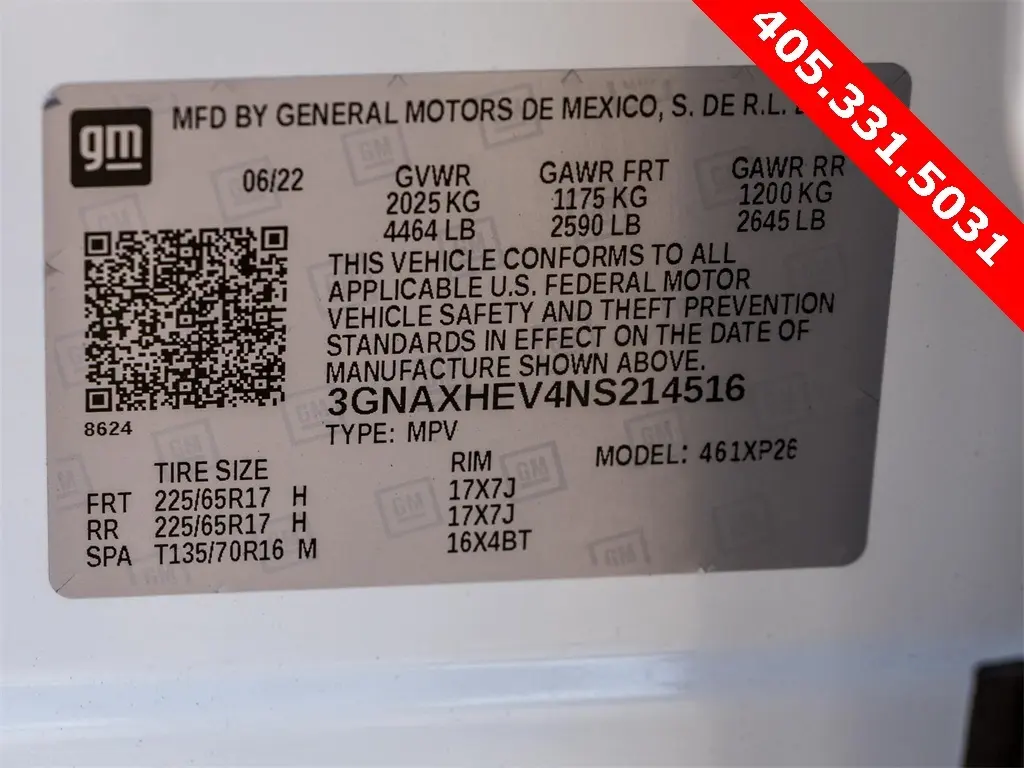 405.331.5031
gm MFD BY GENERAL MOTORS DE MEXICO, S. DE R.L.
06/22 GVWR GAWR FRT GAWR RR
2025 KG 1175 KG 1200 KG
4464 LB 2590 LB 2645 LB
THIS VEHICLE CONFORMS TO ALL
APPLICABLE U.S. FEDERAL MOTOR
VEHICLE SAFETY AND THEFT PREVENTION
STANDARDS IN EFFECT ON THE DATE OF
MANUFACTURE SHOWN ABOVE.
3GNAXHEV4NS214516
8624
TYPE: MPV
TIRE SIZE RIM MODEL: 461XP26
FRT 225/65R17 H 17X7J
RR 225/65R17 H 17X7J
SPA T135/70R16 M 16X4BT